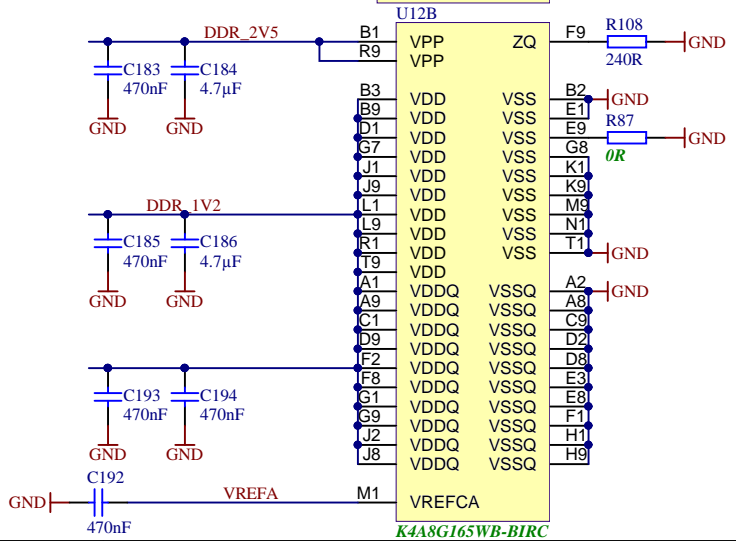 U12B
DDR_2V5 B1 VPP ZQ F9 R108 GND
R9 VPP 240R
C183 C184
470nF 4.7µF
B3 VDD VSS B2 GND
B9 VDD VSS E1
GND GND
D1 VDD VSS E9 R87 GND
G7 VDD VSS G8 0R
J1 VDD VSS K1
J9 VDD VSS K9
DDR_1V2 L1 VDD VSS M9
L9 VDD VSS N1
C185 C186
R1 VDD VSS T1 GND
470nF 4.7µF
T9 VDD
A1 VDDQ VSSQ A2 GND
GND GND
A9 VDDQ VSSQ A8
C1 VDDQ VSSQ C9
D9 VDDQ VSSQ D2
F2 VDDQ VSSQ D8
F8 VDDQ VSSQ E3
C193 C194
G1 VDDQ VSSQ E8
470nF 470nF
G9 VDDQ VSSQ F1
J2 VDDQ VSSQ H1
GND GND
J8 VDDQ VSSQ H9
C192
GND VREFA M1 VREFCA
470nF
K4A8G165WB-BIRC